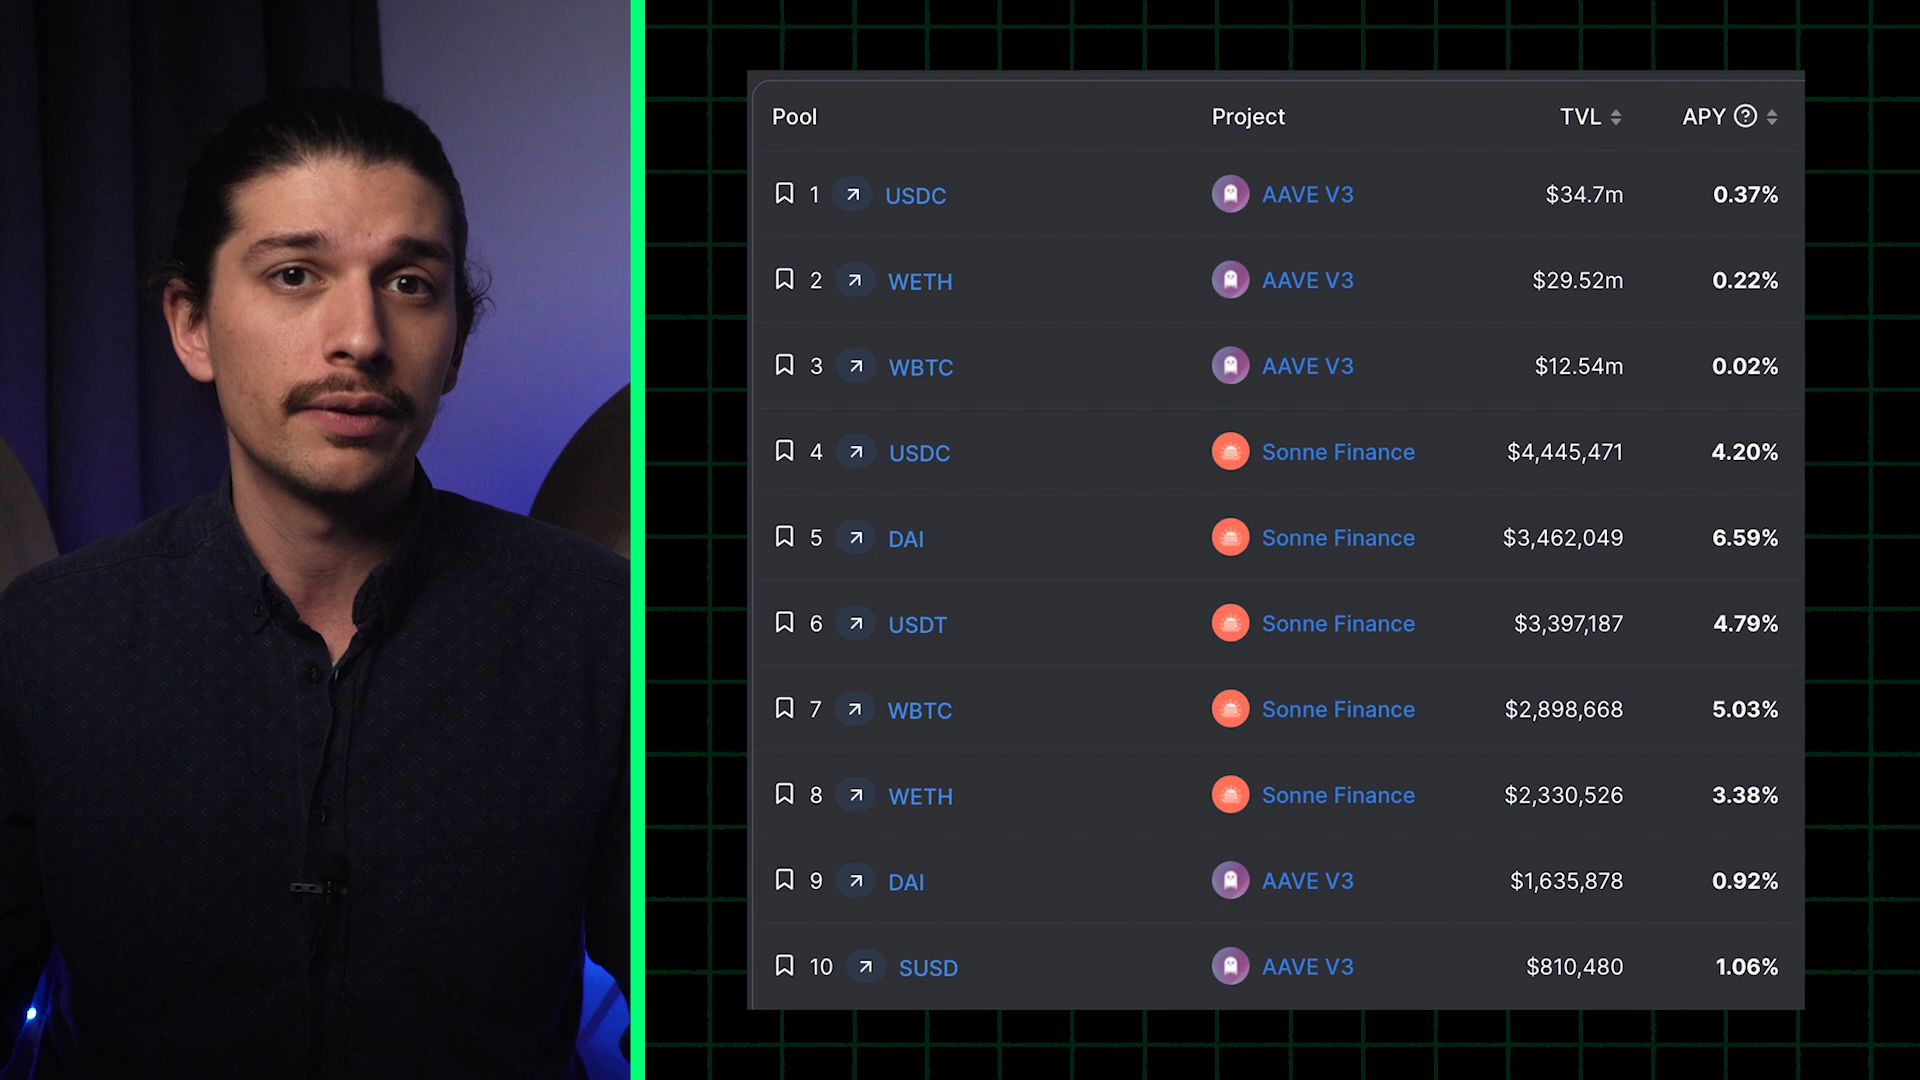 Pool Project TVL APY ?
1 USDC AAVE V3 $34.7m 0.37%
2 WETH AAVE V3 $29.52m 0.22%
3 WBTC AAVE V3 $12.54m 0.02%
4 USDC Sonne Finance $4,445,471 4.20%
5 DAI Sonne Finance $3,462,049 6.59%
6 USDT Sonne Finance $3,397,187 4.79%
7 WBTC Sonne Finance $2,898,668 5.03%
8 WETH Sonne Finance $2,330,526 3.38%
9 DAI AAVE V3 $1,635,878 0.92%
10 SUSD AAVE V3 $810,480 1.06%